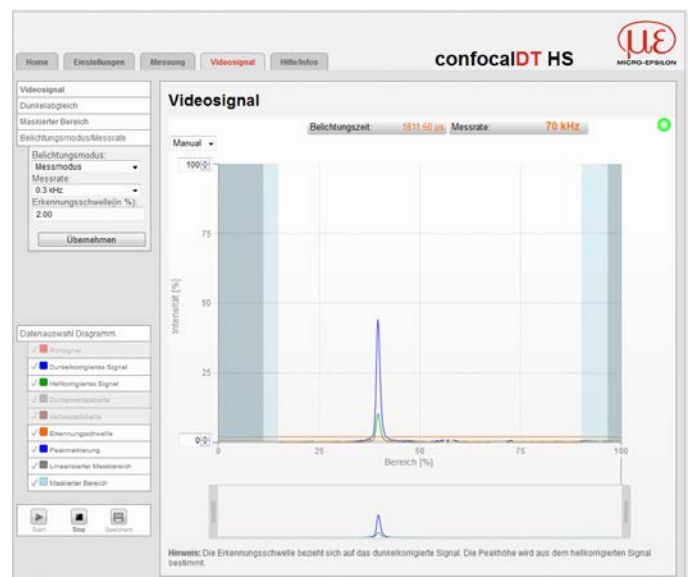 με
MICRO-EPSILON
confocalDT HS
Home
Einstellungen
Messung
Videosignal
Hilfe/Infos
Videosignal
Dunkelabgleich
Maskierter Bereich
Belichtungsmodus/Messrate
Belichtungsmodus:
Messmodus
Messrate:
0.3 kHz
Erkennungsschwelle(in %):
2.00
Übernehmen
Datenauswahl Diagramm
Rohsignal
Dunkelkorrigiertes Signal
Hellkorrigiertes Signal
Dunkelwertetabelle
Hellwertetabelle
Erkennungsschwelle
Peakmarkierung
Linearisierter Messbereich
Maskierter Bereich
Start
Stop
Speichern
Videosignal
Belichtungszeit: 1811.60 µs Messrate: 70 kHz
Manual
100
75
50
25
0
Intensität [%]
0 25 50 75 100
Bereich [%]
Hinweis: Die Erkennungsschwelle bezieht sich auf das dunkelkorrigierte Signal. Die Peakhöhe wird aus dem hellkorrigierten Signal
bestimmt.